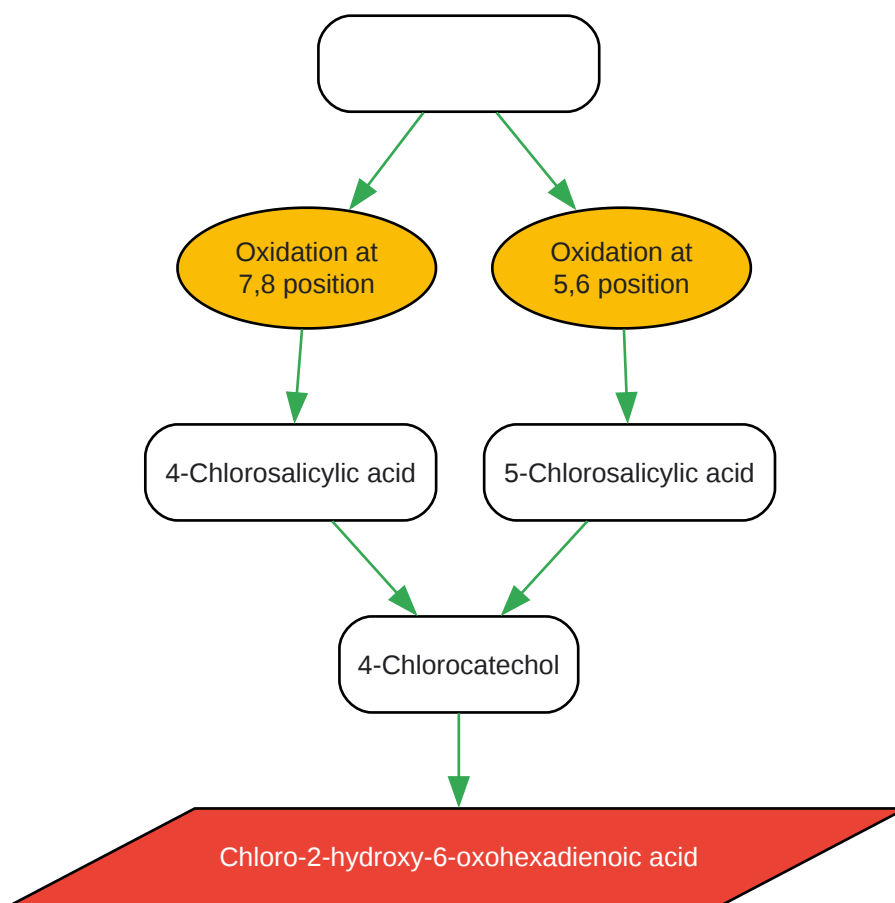 Oxidation at
7,8 position
Oxidation at
5,6 position
4-Chlorosalicylic acid
5-Chlorosalicylic acid
4-Chlorocatechol
Chloro-2-hydroxy-6-oxohexadienoic acid